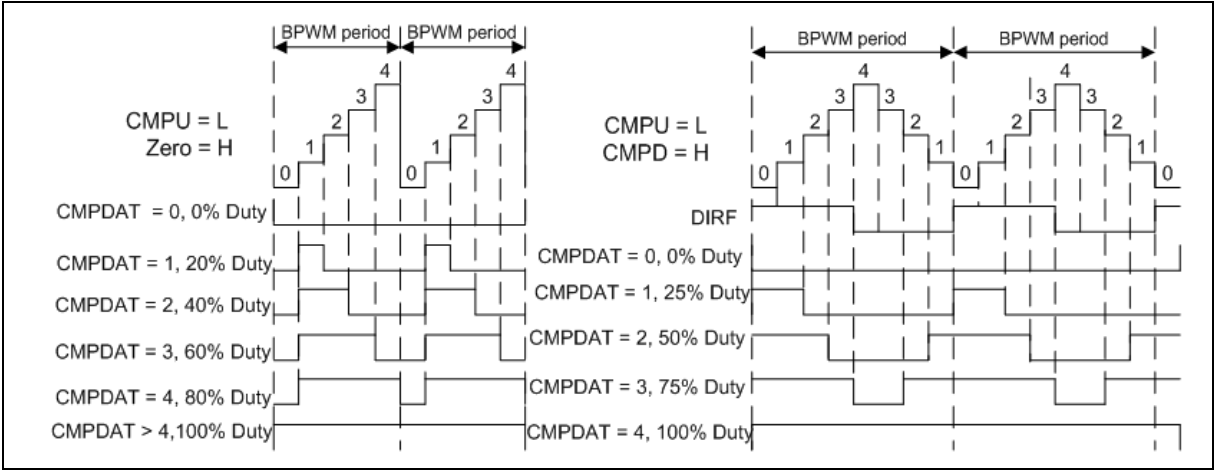 BPWM period BPWM period
4 4
3 3
2 2
1 1
0 0
CMPU = L
Zero = H
CMPDAT = 0, 0% Duty
CMPDAT = 1, 20% Duty
CMPDAT = 2, 40% Duty
CMPDAT = 3, 60% Duty
CMPDAT = 4, 80% Duty
CMPDAT > 4,100% Duty
BPWM period BPWM period
4 4
3 3 3 3
2 2 2 2
1 1 1 1
0 0 0
CMPU = L
CMPD = H
DIRF
CMPDAT = 0, 0% Duty
CMPDAT = 1, 25% Duty
CMPDAT = 2, 50% Duty
CMPDAT = 3, 75% Duty
CMPDAT = 4, 100% Duty